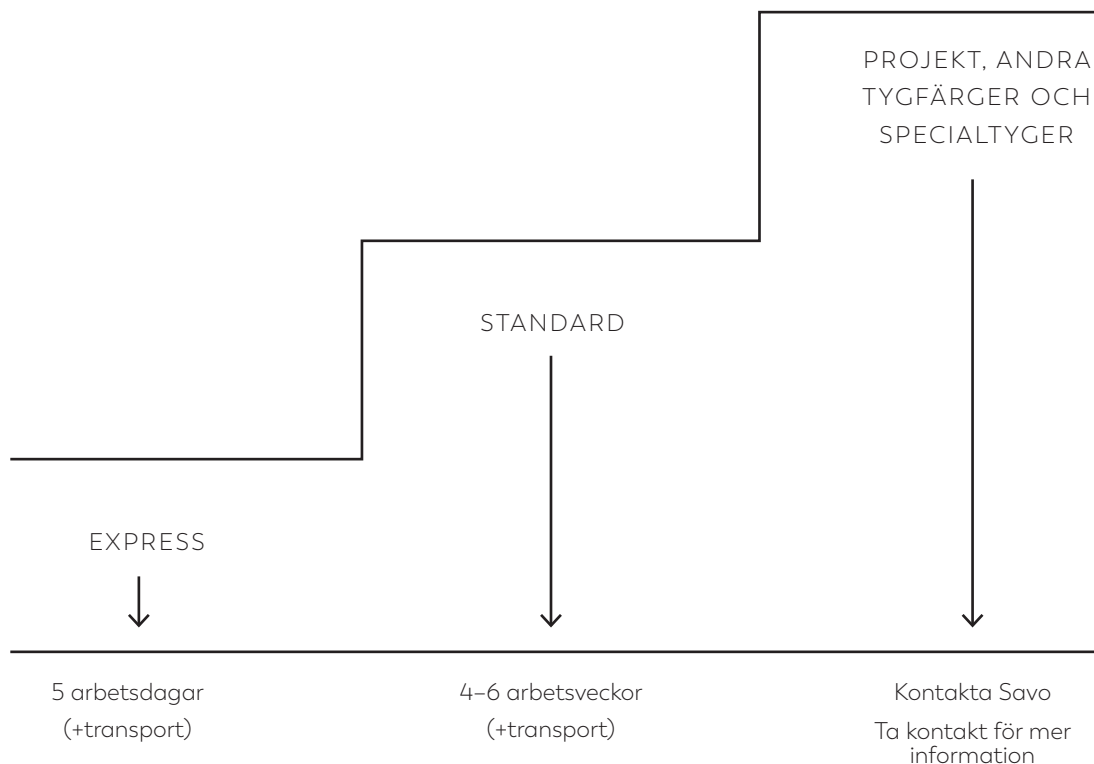 PROJEKT, ANDRA
TYGFÄRGER OCH
SPECIALTYGER
STANDARD
EXPRESS
5 arbetsdagar
(+transport)
4–6 arbetsveckor
(+transport)
Kontakta Savo
Ta kontakt för mer
information